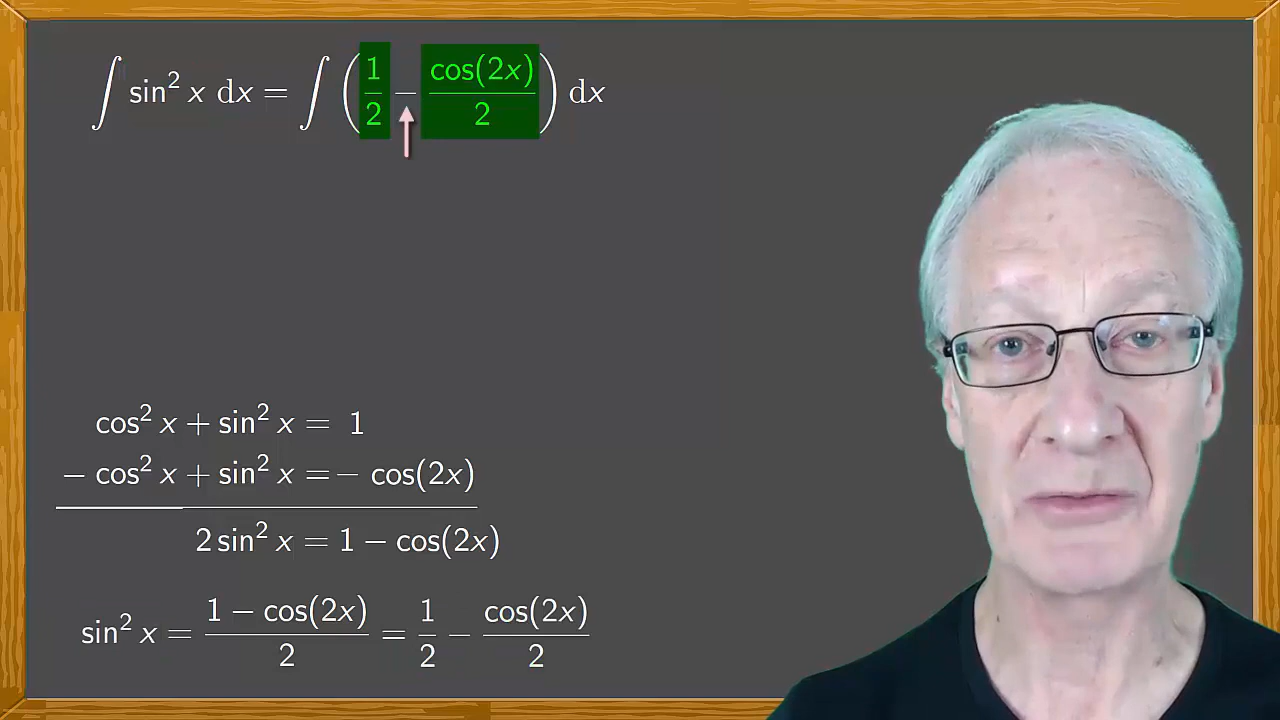 ∫ sin² x dx = ∫ (1/2 − cos(2x)/2) dx
cos² x + sin² x = 1
− cos² x + sin² x = − cos(2x)
2 sin² x = 1 − cos(2x)
sin² x = (1 − cos(2x))/2 = 1/2 − cos(2x)/2